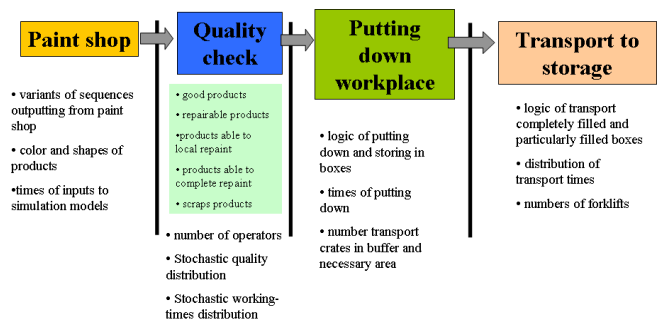 Paint shop
• variants of sequences
outputting from paint
shop
• color and shapes of
products
•times of inputs to
simulation models
Quality
check
• good products
• repairable products
•products able to
local repaint
• products able to
complete repaint
• scraps products
• number of operators
• Stochastic quality
distribution
• Stochastic working-
times distribution
Putting
down
workplace
• logic of putting
down and storing in
boxes
• times of putting
down
• number transport
crates in buffer and
necessary area
Transport to
storage
• logic of transport
completely filled and
particularly filled boxes
• distribution of
transport times
• numbers of forklifts